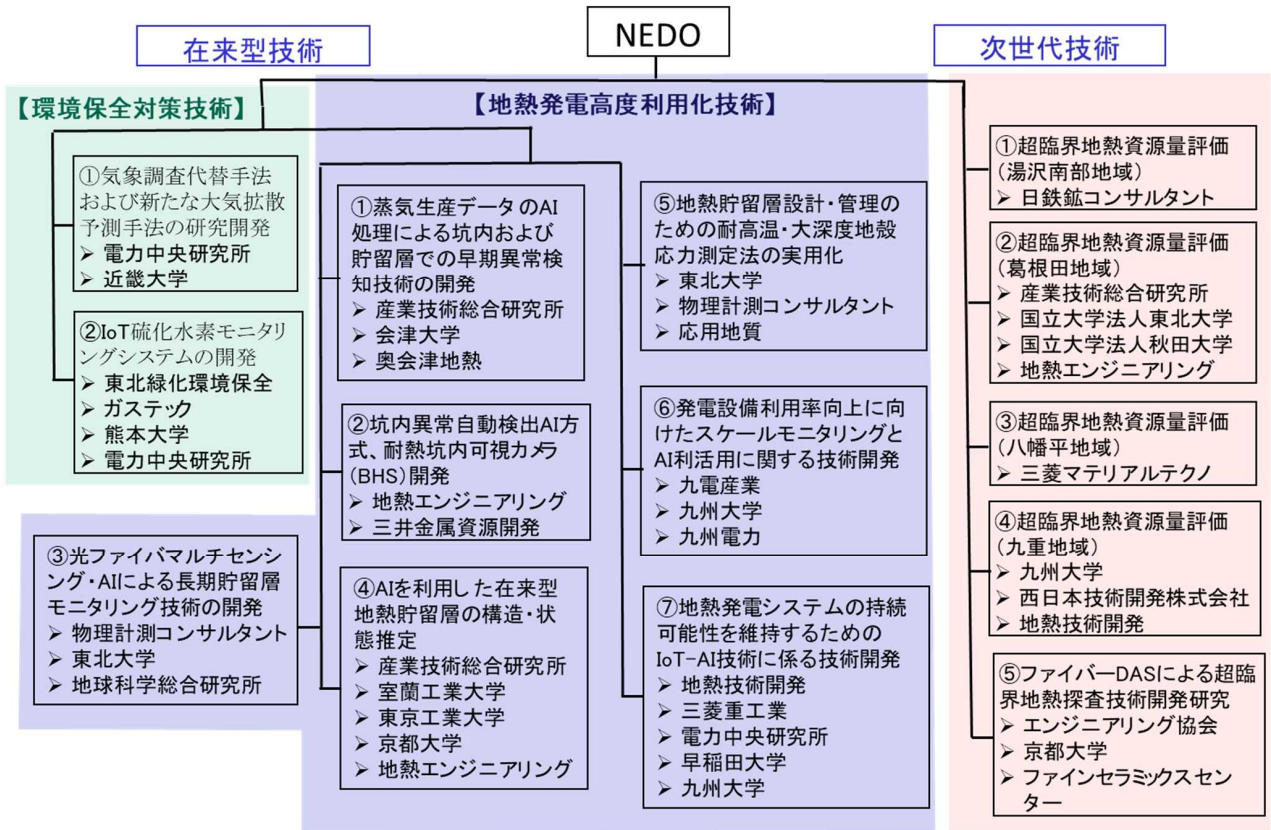 NEDO
在来型技術
次世代技術
【環境保全対策技術】
①気象調査代替手法
および新たな大気拡散
予測手法の研究開発
➢ 電力中央研究所
➢ 近畿大学
②IoT硫化水素モニタリ
ングシステムの開発
➢ 東北緑化環境保全
➢ ガステック
➢ 熊本大学
➢ 電力中央研究所
【地熱発電高度利用化技術】
①蒸気生産データのAI
処理による坑内および
貯留層での早期異常検
知技術の開発
➢ 産業技術総合研究所
➢ 会津大学
➢ 奥会津地熱
②坑内異常自動検出AI方
式、耐熱坑内可視カメラ
(BHS)開発
➢ 地熱エンジニアリング
➢ 三井金属資源開発
③光ファイバマルチセンシ
ング・AIによる長期貯留層
モニタリング技術の開発
➢ 物理計測コンサルタント
➢ 東北大学
➢ 地球科学総合研究所
④AIを利用した在来型
地熱貯留層の構造・状
態推定
➢ 産業技術総合研究所
➢ 室蘭工業大学
➢ 東京工業大学
➢ 京都大学
➢ 地熱エンジニアリング
⑤地熱貯留層設計・管理の
ための耐高温・大深度地殻
応力測定法の実用化
➢ 東北大学
➢ 物理計測コンサルタント
➢ 応用地質
⑥発電設備利用率向上に向
けたスケールモニタリングと
AI利活用に関する技術開発
➢ 九電産業
➢ 九州大学
➢ 九州電力
⑦地熱発電システムの持続
可能性を維持するための
IoT-AI技術に係る技術開発
➢ 地熱技術開発
➢ 三菱重工業
➢ 電力中央研究所
➢ 早稲田大学
➢ 九州大学
①超臨界地熱資源量評価
(湯沢南部地域)
➢ 日鉄鉱コンサルタント
②超臨界地熱資源量評価
(葛根田地域)
➢ 産業技術総合研究所
➢ 国立大学法人東北大学
➢ 国立大学法人秋田大学
➢ 地熱エンジニアリング
③超臨界地熱資源量評価
(八幡平地域)
➢ 三菱マテリアルテクノ
④超臨界地熱資源量評価
(九重地域)
➢ 九州大学
➢ 西日本技術開発株式会社
➢ 地熱技術開発
⑤ファイバーDASによる超臨
界地熱探査技術開発研究
➢ エンジニアリング協会
➢ 京都大学
➢ ファインセラミックスセン
ター